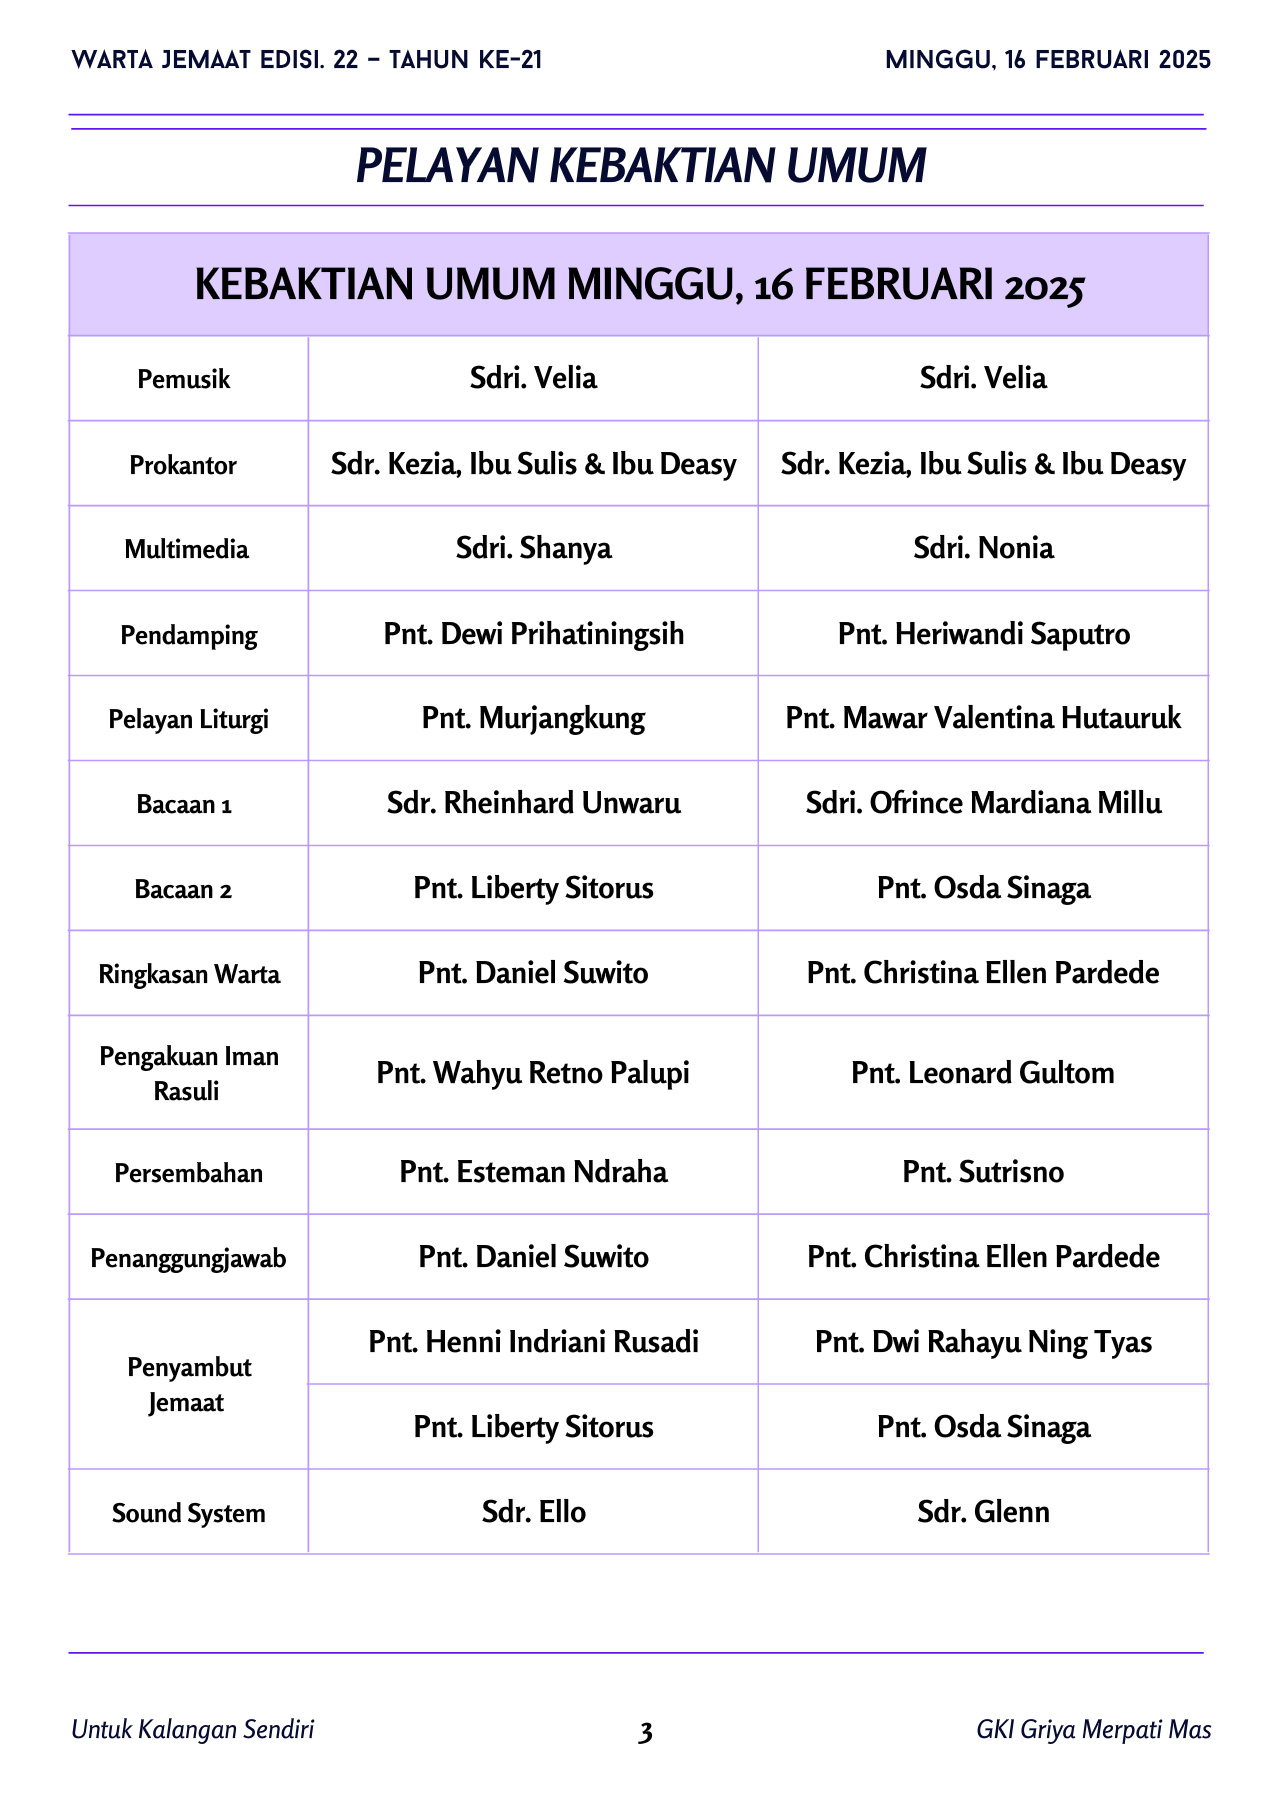 WARTA JEMAAT EDISI. 22 – TAHUN KE-21 MINGGU, 16 FEBRUARI 2025
PELAYAN KEBAKTIAN UMUM
KEBAKTIAN UMUM MINGGU, 16 FEBRUARI 2025
Pemusik Sdri. Velia Sdri. Velia
Prokantor Sdr. Kezia, Ibu Sulis & Ibu Deasy Sdr. Kezia, Ibu Sulis & Ibu Deasy
Multimedia Sdri. Shanya Sdri. Nonia
Pendamping Pnt. Dewi Prihatiningsih Pnt. Heriwandi Saputro
Pelayan Liturgi Pnt. Murjangkung Pnt. Mawar Valentina Hutauruk
Bacaan 1 Sdr. Rheinhard Unwaru Sdri. Ofrince Mardiana Millu
Bacaan 2 Pnt. Liberty Sitorus Pnt. Osda Sinaga
Ringkasan Warta Pnt. Daniel Suwito Pnt. Christina Ellen Pardede
Pengakuan Iman
Rasuli
Pnt. Wahyu Retno Palupi Pnt. Leonard Gultom
Persembahan Pnt. Esteman Ndraha Pnt. Sutrisno
Penanggungjawab Pnt. Daniel Suwito Pnt. Christina Ellen Pardede
Penyambut
Jemaat
Pnt. Henni Indriani Rusadi Pnt. Dwi Rahayu Ning Tyas
Pnt. Liberty Sitorus Pnt. Osda Sinaga
Sound System Sdr. Ello Sdr. Glenn
Untuk Kalangan Sendiri 3 GKI Griya Merpati Mas